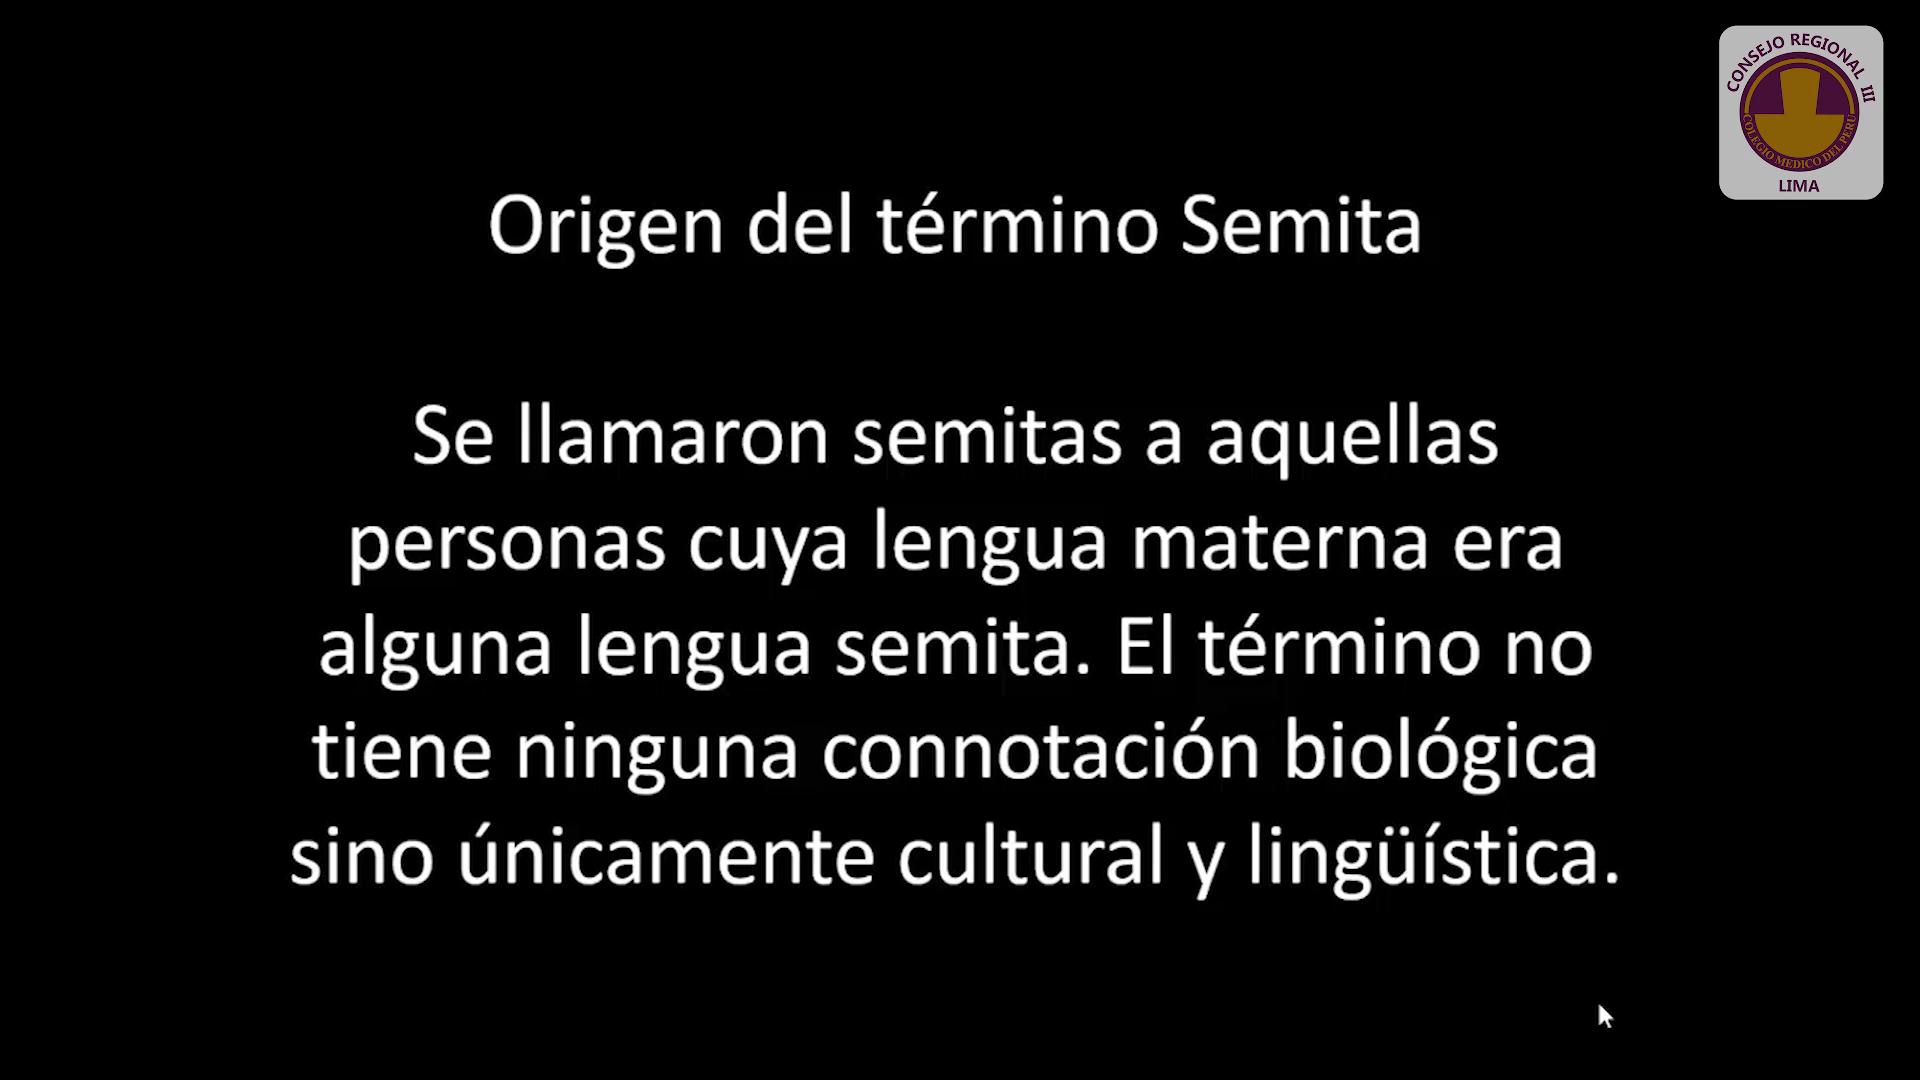 CONSEJO REGIONAL III
COLEGIO MEDICO DEL PERU
LIMA
Origen del término Semita
Se llamaron semitas a aquellas
personas cuya lengua materna era
alguna lengua semita. El término no
tiene ninguna connotación biológica
sino únicamente cultural y lingüística.